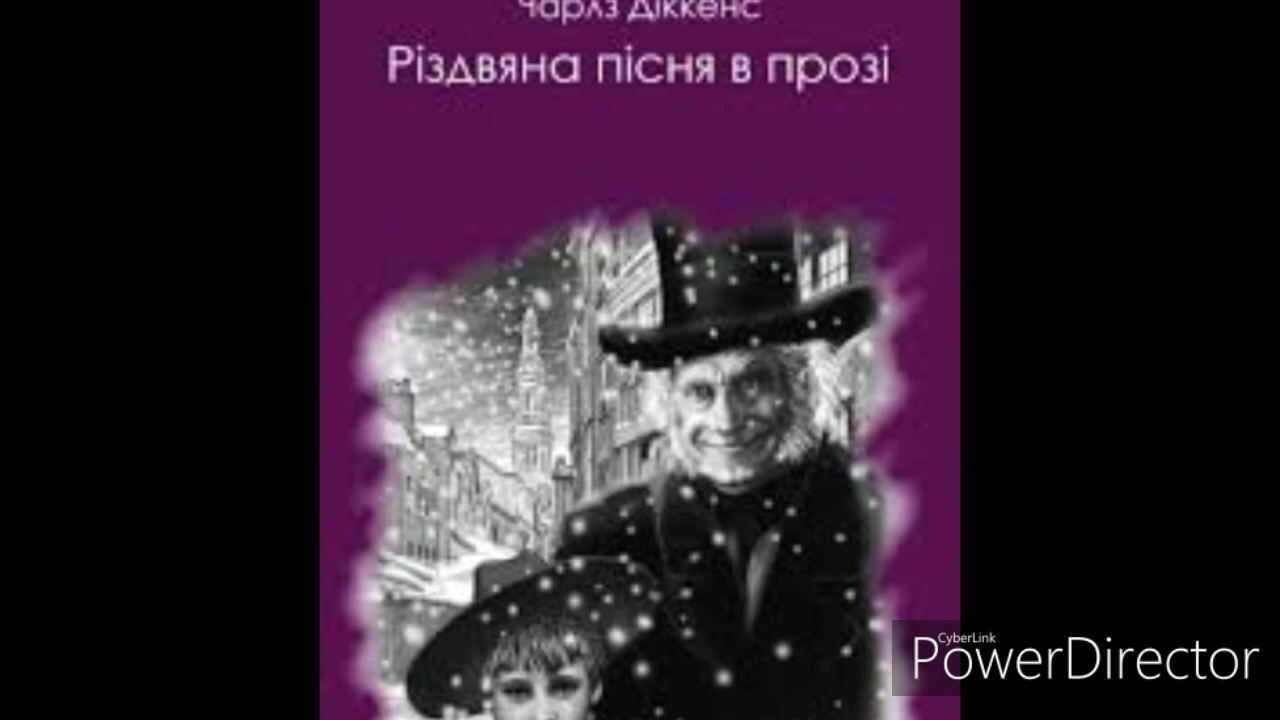 Чарлз Діккенс
Різдвяна пісня в прозі
CyberLink
PowerDirector